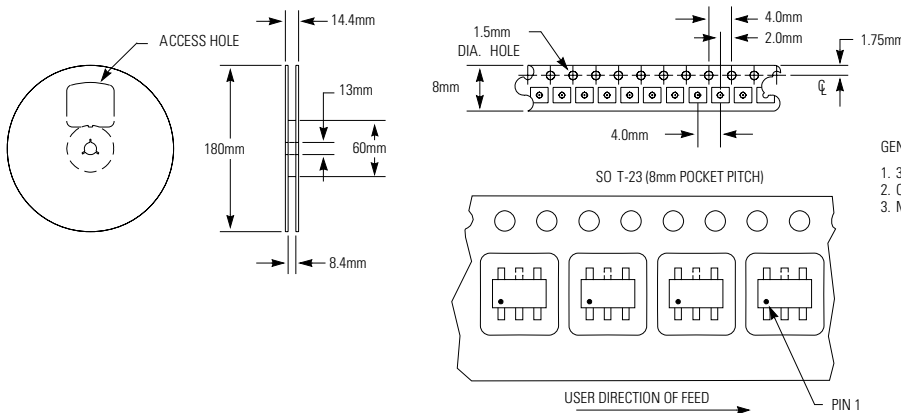 14.4mm
ACCESS HOLE
13mm
180mm
60mm
8.4mm
1.5mm
DIA. HOLE
4.0mm
2.0mm
1.75mm
8mm
℄
4.0mm
SO T-23 (8mm POCKET PITCH)
GEN
1. 3
2. C
3. M
USER DIRECTION OF FEED
PIN 1